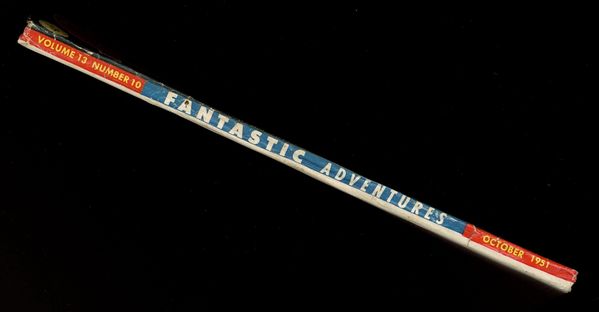 VOLUME 13 NUMBER 10 FANTASTIC ADVENTURES OCTOBER 1951